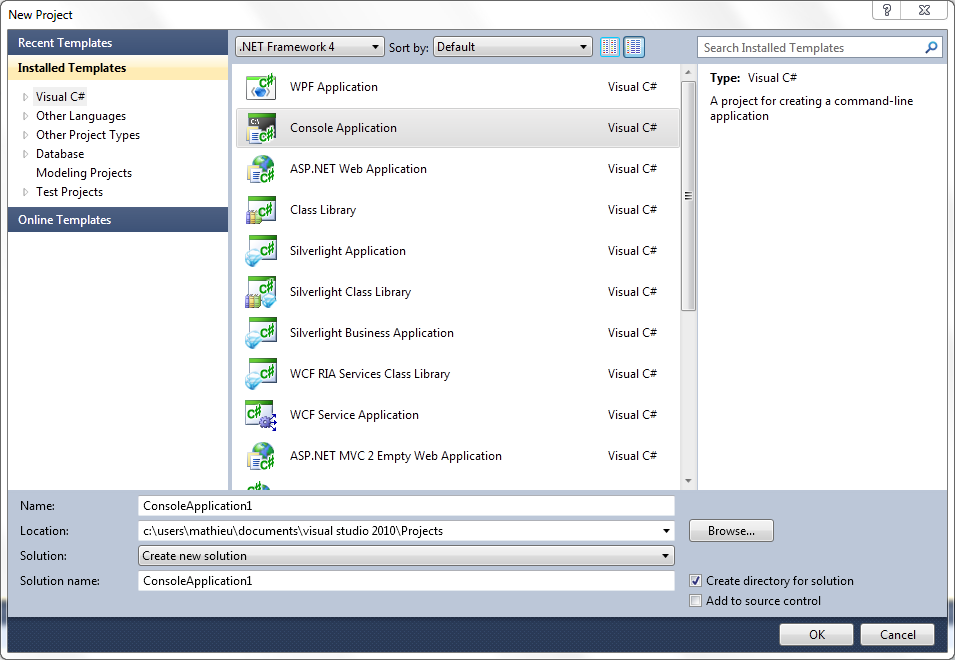 New Project
Recent Templates
Installed Templates
Visual C#
Other Languages
Other Project Types
Database
Modeling Projects
Test Projects
Online Templates
.NET Framework 4
Sort by: Default
Search Installed Templates
WPF Application Visual C#
Console Application Visual C#
ASP.NET Web Application Visual C#
Class Library Visual C#
Silverlight Application Visual C#
Silverlight Class Library Visual C#
Silverlight Business Application Visual C#
WCF RIA Services Class Library Visual C#
WCF Service Application Visual C#
ASP.NET MVC 2 Empty Web Application Visual C#
Type: Visual C#
A project for creating a command-line
application
Name: ConsoleApplication1
Location: c:\users\mathieu\documents\visual studio 2010\Projects
Browse...
Solution: Create new solution
Solution name: ConsoleApplication1
Create directory for solution
Add to source control
OK
Cancel